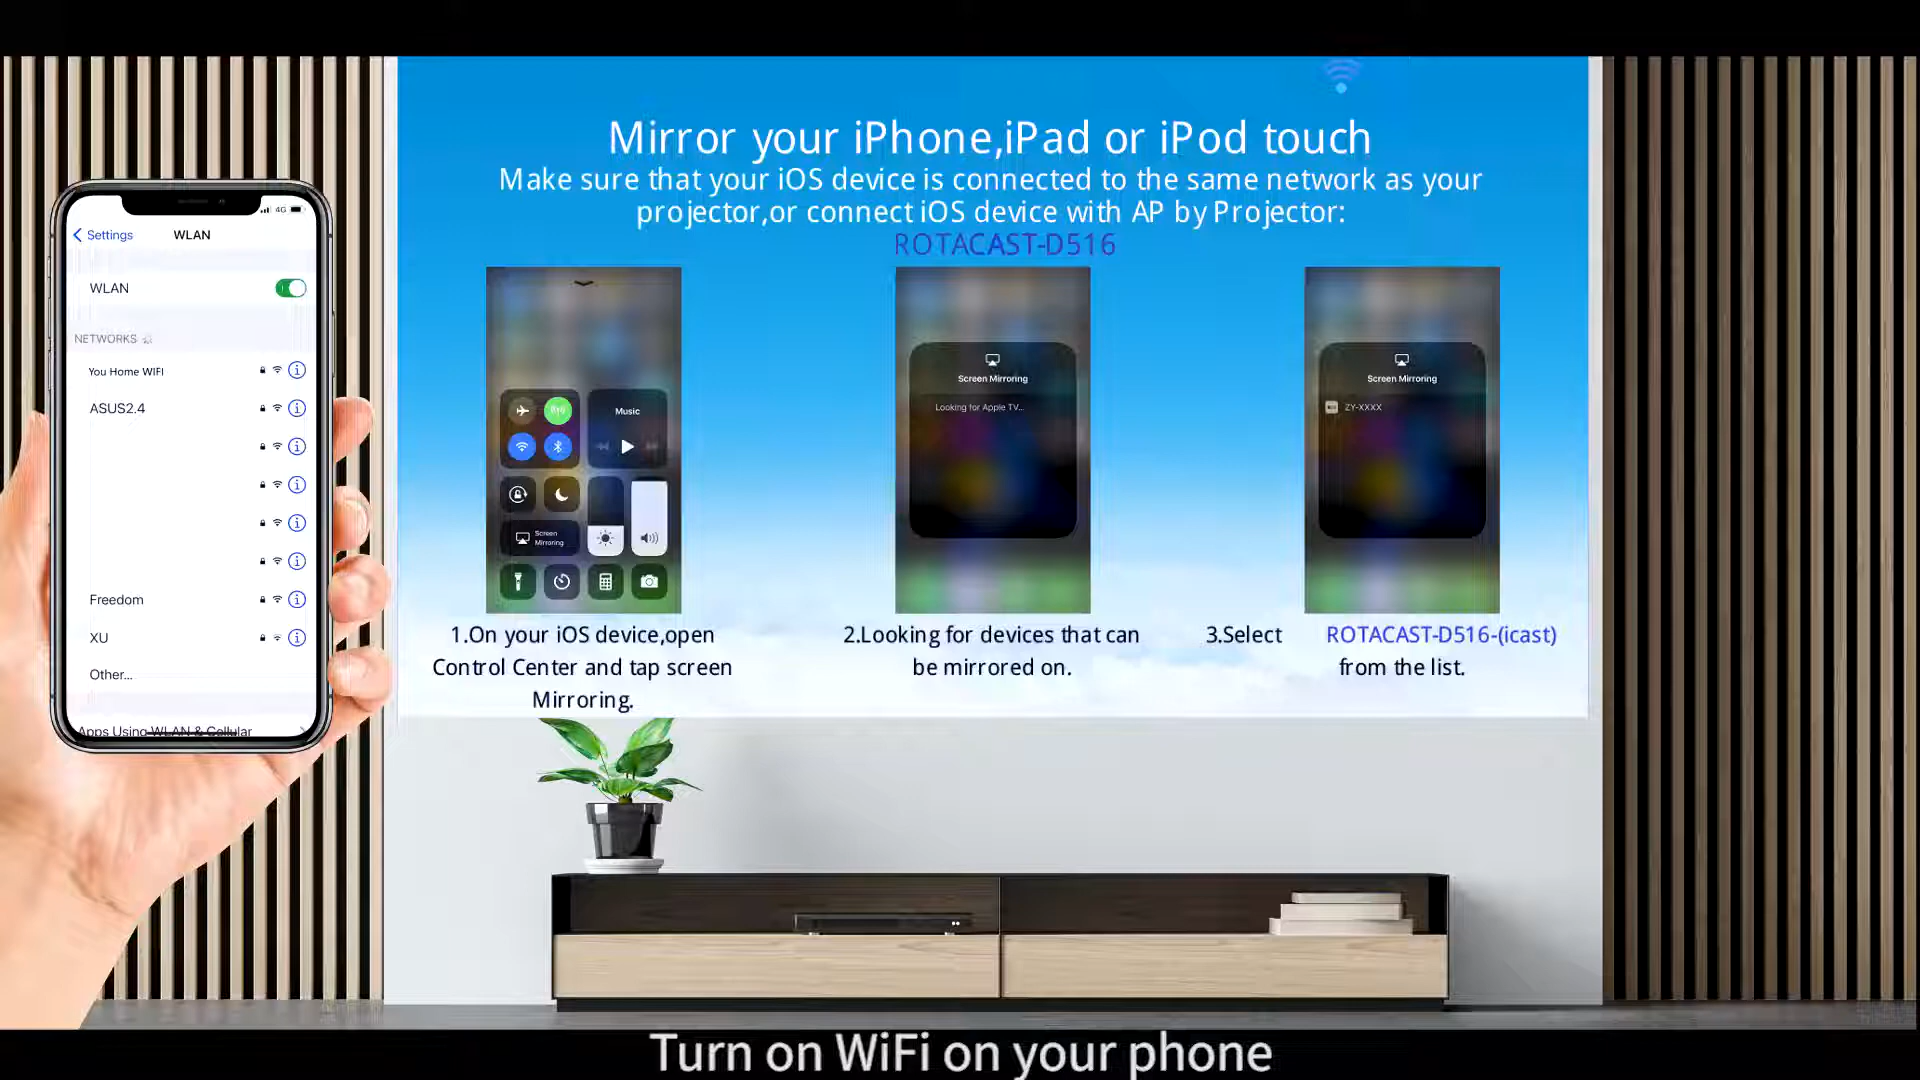 Mirror your iPhone,iPad or iPod touch
Make sure that your iOS device is connected to the same network as your
projector,or connect iOS device with AP by Projector:
ROTACAST-D516
4G
Settings
WLAN
WLAN
NETWORKS
You Home WIFI
ASUS2.4
Freedom
XU
Other...
Apps Using WLAN & Cellular
Music
Screen
Mirroring
Screen Mirroring
Looking for Apple TV...
Screen Mirroring
ZY-XXXX
1.On your iOS device,open
Control Center and tap screen
Mirroring.
2.Looking for devices that can
be mirrored on.
3.Select ROTACAST-D516-(icast)
from the list.
Turn on WiFi on your phone